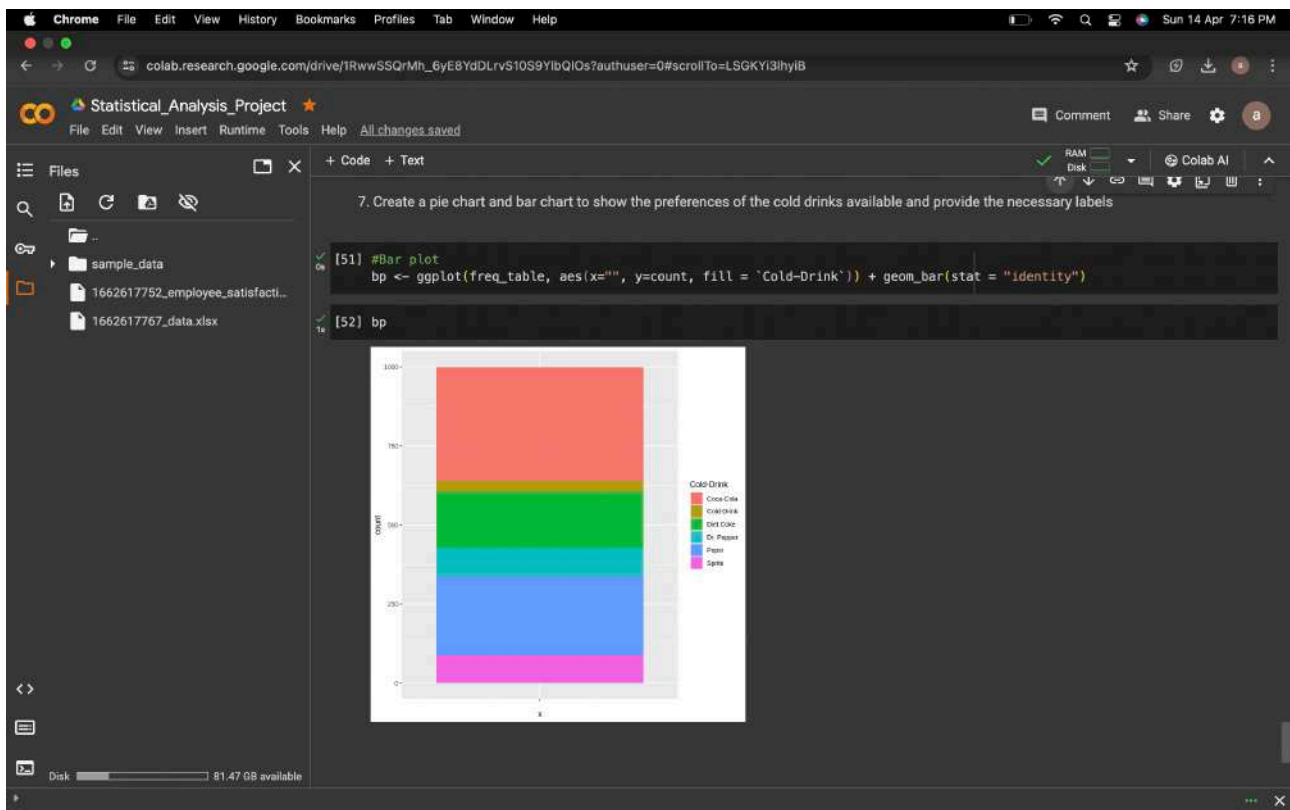 Chrome File Edit View History Bookmarks Profiles Tab Window Help Sun 14 Apr 7:16 PM
colab.research.google.com/drive/1RwwSSQrMh_6yE8YdDLrvS10S9YlbQIOs?authuser=0#scrollTo=LSGKYi3lhyiB
CO Statistical_Analysis_Project
File Edit View Insert Runtime Tools Help All changes saved
Comment Share a
Files
+ Code + Text
RAM
Disk
Colab AI
..
sample_data
1662617752_employee_satisfacti...
1662617767_data.xlsx
7. Create a pie chart and bar chart to show the preferences of the cold drinks available and provide the necessary labels
0s [51] #Bar plot
bp <- ggplot(freq_table, aes(x="", y=count, fill = `Cold-Drink`)) + geom_bar(stat = "identity")
1s [52] bp
1000
750
500
250
0
count
x
Cold-Drink
Coca-Cola
Cold-Drink
Diet Coke
Dr. Pepper
Pepsi
Sprite
Disk 81.47 GB available